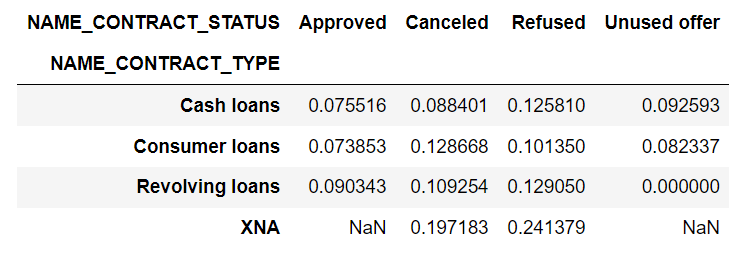 NAME_CONTRACT_STATUS Approved Canceled Refused Unused offer
NAME_CONTRACT_TYPE
Cash loans 0.075516 0.088401 0.125810 0.092593
Consumer loans 0.073853 0.128668 0.101350 0.082337
Revolving loans 0.090343 0.109254 0.129050 0.000000
XNA NaN 0.197183 0.241379 NaN